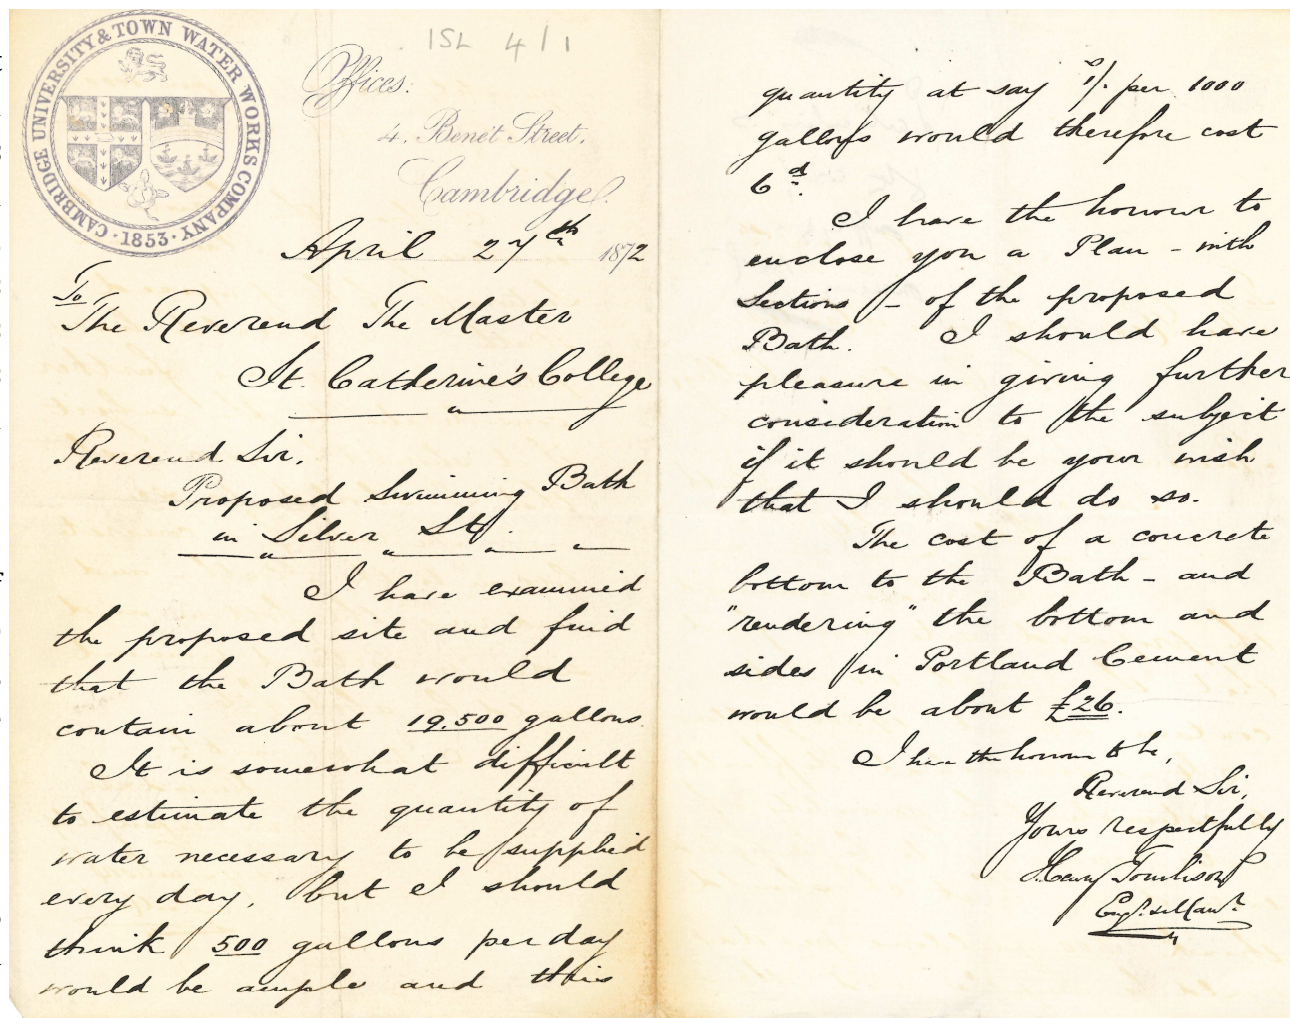 CAMBRIDGE UNIVERSITY & TOWN WATER WORKS COMPANY
· 1853 ·
ISL 4/1
Offices:
4. Benet Street.
Cambridge.
April 27th 1872
To
The Reverend The Master
St. Catherine's College
Reverend Sir.
Proposed Swimming Bath
in Silver St.
I have examined
the proposed site and find
that the Bath would
contain about 19.500 gallons.
It is somewhat difficult
to estimate the quantity of
water necessary to be supplied
every day, but I should
think 500 gallons per day
would be ample and this
quantity at say 1/. per 1000
gallons would therefore cost
6d.
I have the honour to
enclose you a Plan - with
Sections - of the proposed
Bath. I should have
pleasure in giving further
consideration to the subject
if it should be your wish
that I should do so.
The cost of a concrete
bottom to the Bath - and
"rendering" the bottom and
sides in Portland Cement
would be about £26.
I have the honour to be,
Reverend Sir,
Yours respectfully
Henry Tomlison